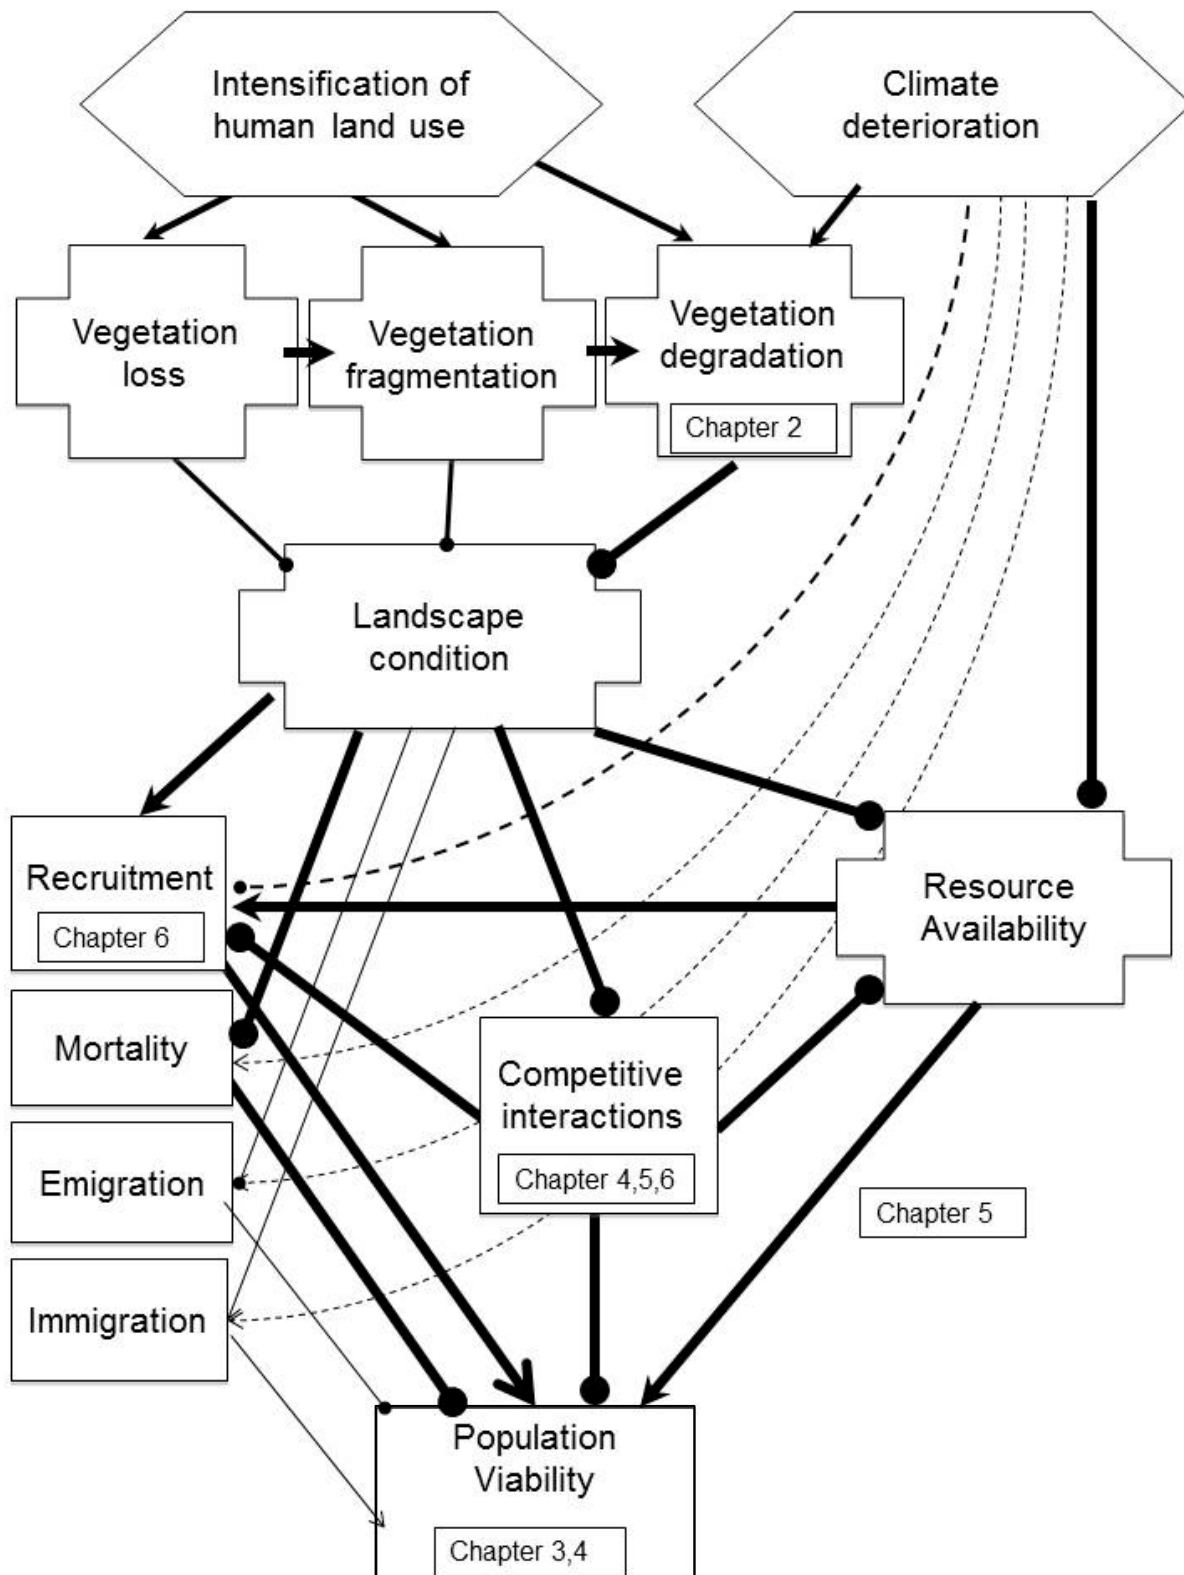 Intensification of
human land use
Climate
deterioration
Vegetation
loss
Vegetation
fragmentation
Vegetation
degradation
Chapter 2
Landscape
condition
Recruitment
Chapter 6
Resource
Availability
Mortality
Competitive
interactions
Chapter 4,5,6
Emigration
Chapter 5
Immigration
Population
Viability
Chapter 3,4